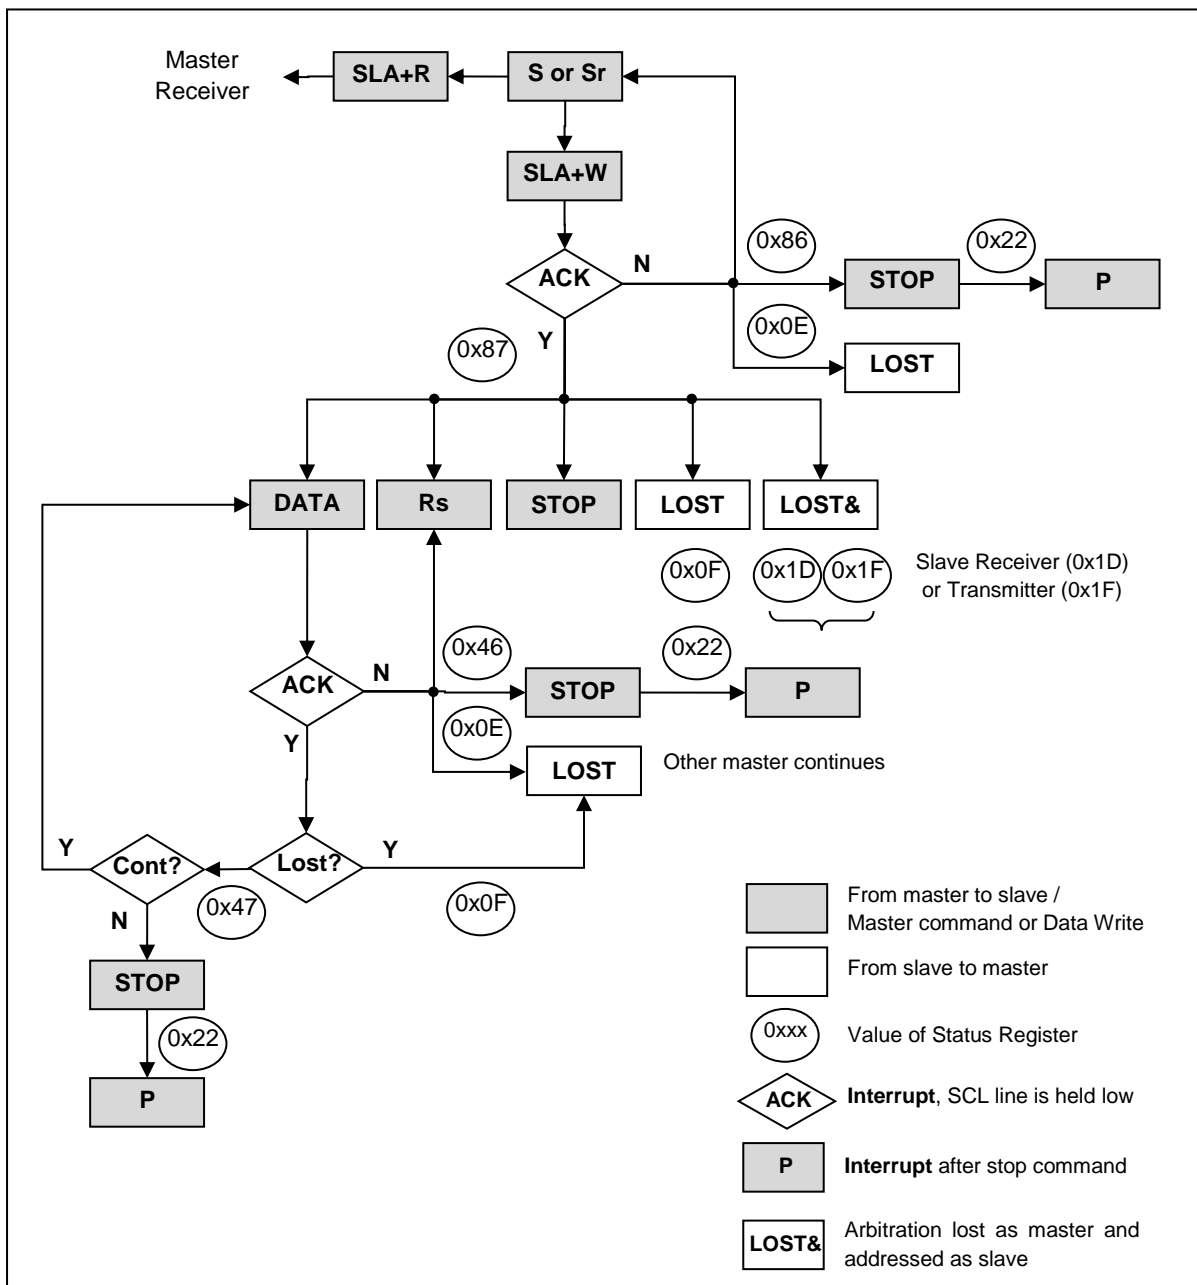 Master
Receiver
SLA+R
S or Sr
SLA+W
ACK
N
0x86
STOP
0x22
P
0x0E
LOST
Y
0x87
DATA
Rs
STOP
LOST
LOST&
0x0F
0x1D
0x1F
Slave Receiver (0x1D)
or Transmitter (0x1F)
ACK
N
0x46
STOP
0x22
P
0x0E
LOST
Other master continues
Y
Lost?
Y
0x0F
Cont?
Y
0x47
N
STOP
0x22
P
From master to slave /
Master command or Data Write
From slave to master
0xxx
Value of Status Register
ACK
Interrupt, SCL line is held low
P
Interrupt after stop command
LOST&
Arbitration lost as master and
addressed as slave